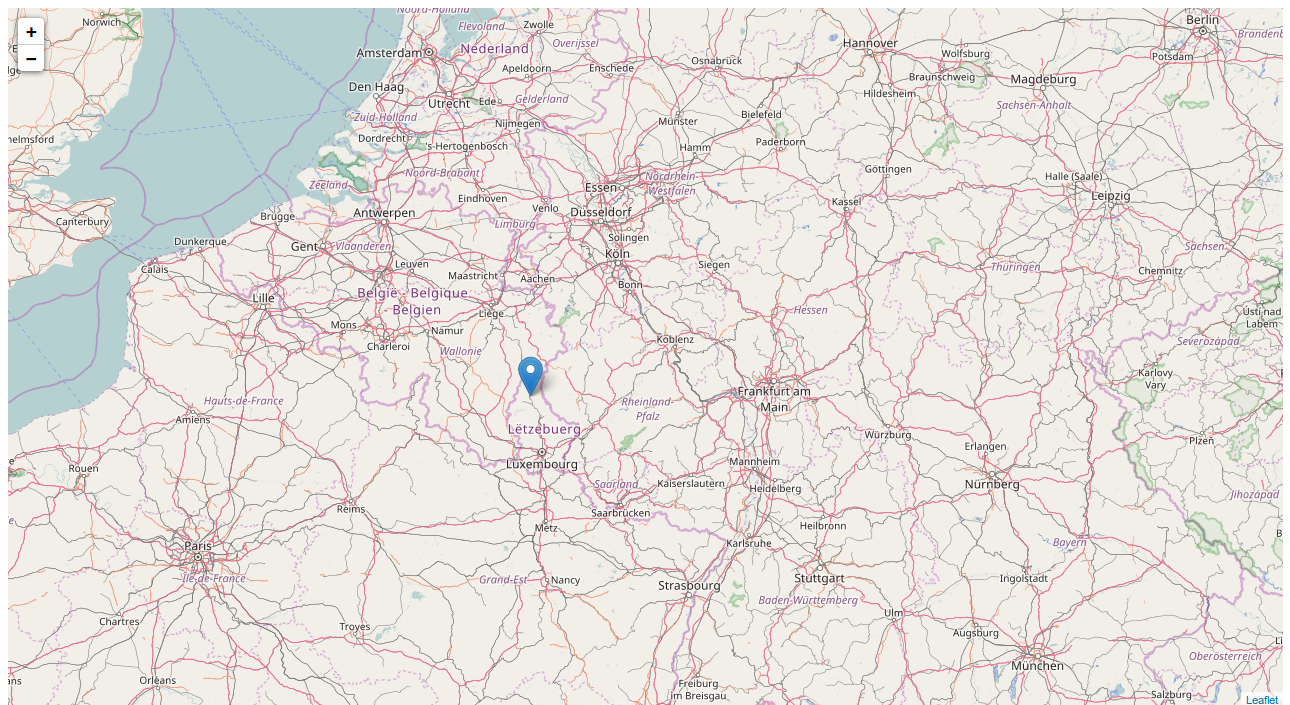 +
−
Noord-Holland
Norwich
Flevoland
Zwolle
Berlin
Amsterdam
Nederland
Overijssel
Hannover
Wolfsburg
Brandenb
Osnabrück
Potsdam
Apeldoorn
Enschede
Braunschweig
Magdeburg
Den Haag
Hildesheim
Utrecht
Ede
Gelderland
Sachsen-Anhalt
Zuid-Holland
Nijmegen
Münster
Bielefeld
helmsford
Dordrecht
's-Hertogenbosch
Hamm
Paderborn
Noord-Brabant
Göttingen
Zeeland
Essen
Nordrhein-
Westfalen
Halle (Saale)
Eindhoven
Leipzig
Venlo
Kassel
Brugge
Antwerpen
Düsseldorf
Canterbury
Limburg
Dunkerque
Gent
Vlaanderen
Solingen
Sachsen
Köln
Calais
Leuven
Maastricht
Aachen
Siegen
Thüringen
Chemnitz
Bonn
Lille
België - Belgique
- Belgien
Liège
Hessen
Ústí nad
Labem
Mons
Namur
Charleroi
Koblenz
Severozápad
Wallonie
Karlovy
Vary
Frankfurt am
Main
Hauts-de-France
Rheinland-
Pfalz
Amiens
Lëtzebuerg
Würzburg
Plzeň
Erlangen
Rouen
Luxembourg
Mannheim
Saarland
Kaiserslautern
Heidelberg
Nürnberg
Jihozápad
Reims
Saarbrücken
Metz
Heilbronn
Paris
Karlsruhe
Bayern
Île-de-France
Grand-Est
Nancy
Strasbourg
Stuttgart
Ingolstadt
Baden-Württemberg
Chartres
Troyes
Ulm
Augsburg
Oberösterreich
München
Orléans
Freiburg
im Breisgau
Salzburg
Leaflet